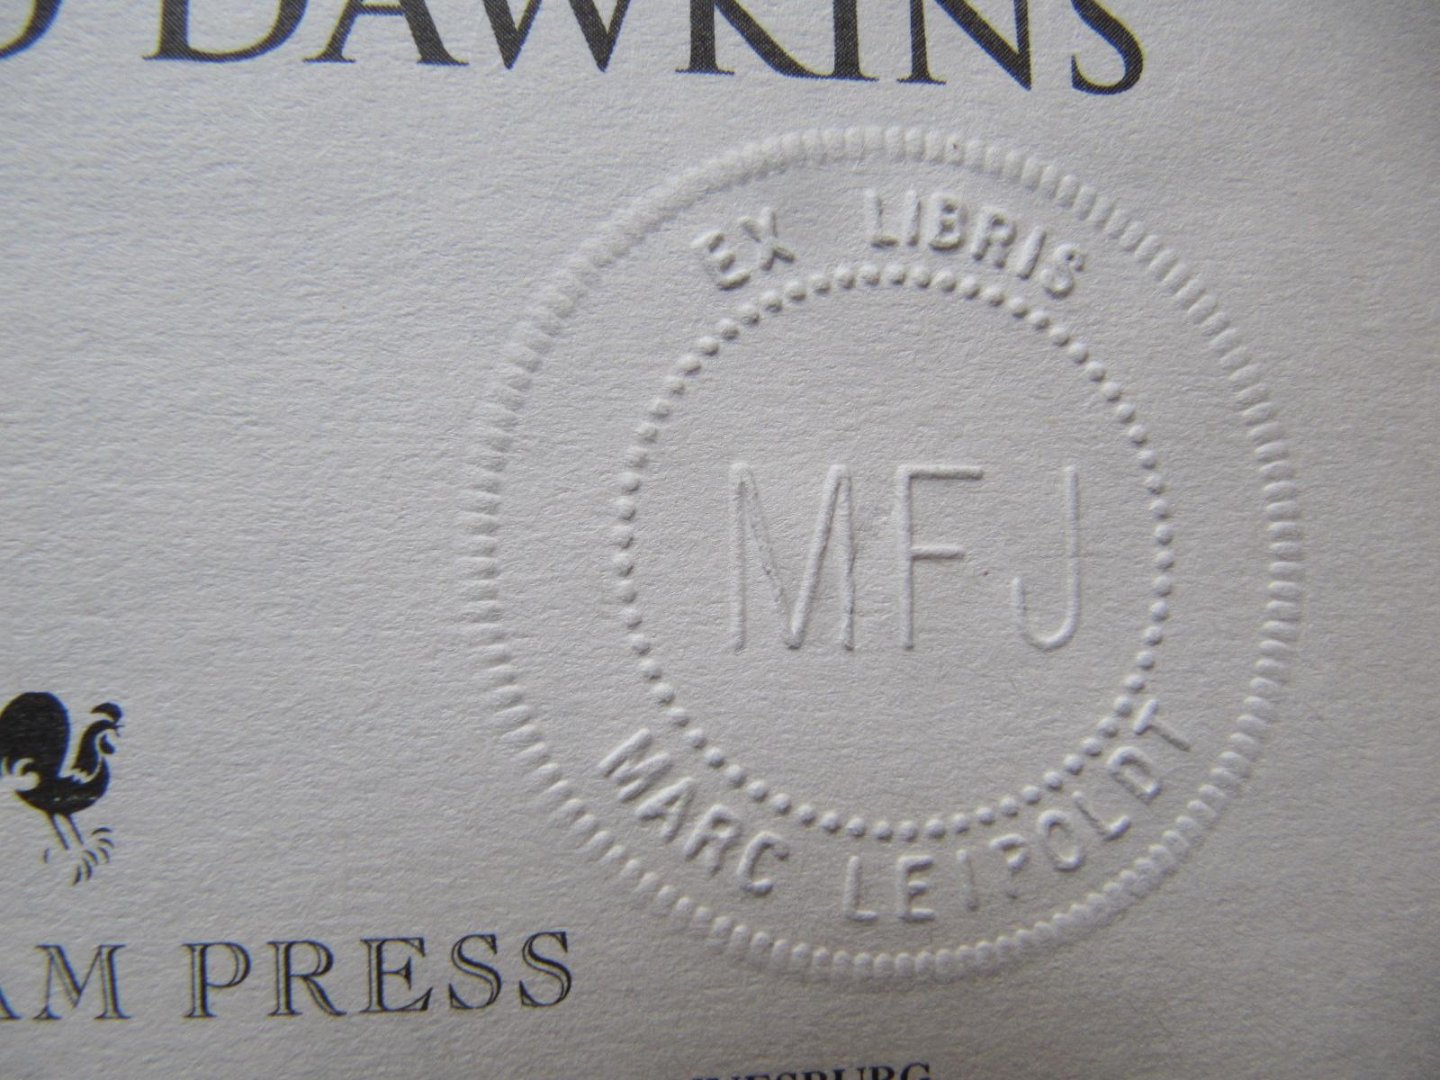 DAWKINS
EX LIBRIS
MFJ
MARC LEIPOLDT
AM PRESS